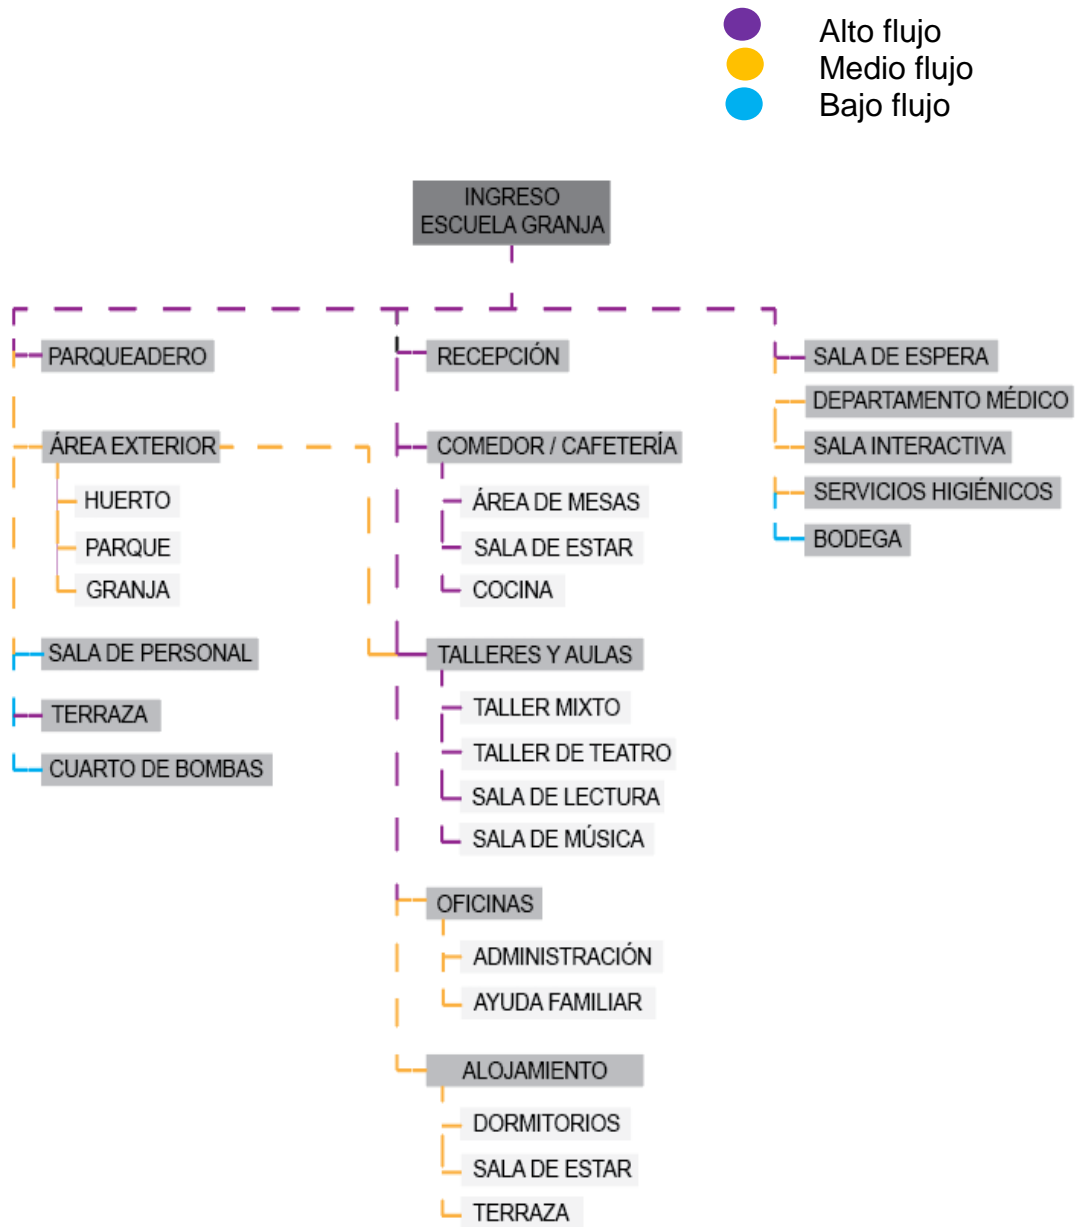 Alto flujo
Medio flujo
Bajo flujo
INGRESO
ESCUELA GRANJA
PARQUEADERO
ÁREA EXTERIOR
HUERTO
PARQUE
GRANJA
SALA DE PERSONAL
TERRAZA
CUARTO DE BOMBAS
RECEPCIÓN
COMEDOR / CAFETERÍA
ÁREA DE MESAS
SALA DE ESTAR
COCINA
TALLERES Y AULAS
TALLER MIXTO
TALLER DE TEATRO
SALA DE LECTURA
SALA DE MÚSICA
OFICINAS
ADMINISTRACIÓN
AYUDA FAMILIAR
ALOJAMIENTO
DORMITORIOS
SALA DE ESTAR
TERRAZA
SALA DE ESPERA
DEPARTAMENTO MÉDICO
SALA INTERACTIVA
SERVICIOS HIGIÉNICOS
BODEGA